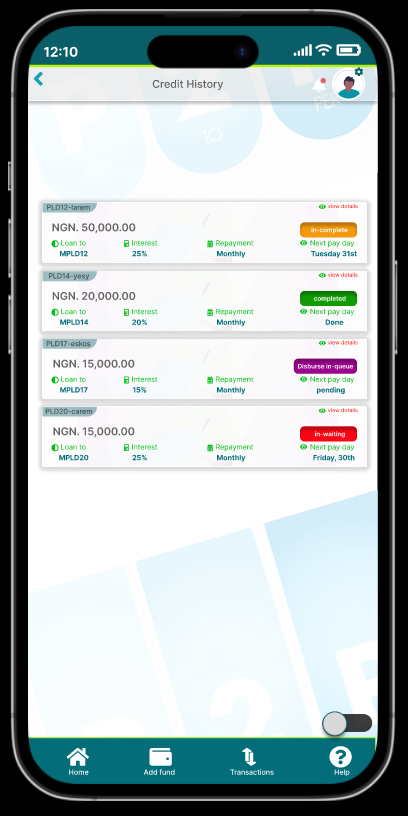 12:10
Credit History
PER
10
PLD12-larem
view details
NGN. 50,000.00
in-complete
Loan to
Interest
Repayment
Next pay day
MPLD12
25%
Monthly
Tuesday 31st
PLD14-yesy
view details
NGN. 20,000.00
completed
Loan to
Interest
Repayment
Next pay day
MPLD14
20%
Monthly
Done
PLD17-eskos
view details
NGN. 15,000.00
Disburse in-queue
Loan to
Interest
Repayment
Next pay day
MPLD17
15%
Monthly
pending
PLD20-carem
view details
NGN. 15,000.00
in-waiting
Loan to
Interest
Repayment
Next pay day
MPLD20
25%
Monthly
Friday, 30th
P 2 P
Home
Add fund
Transactions
Help